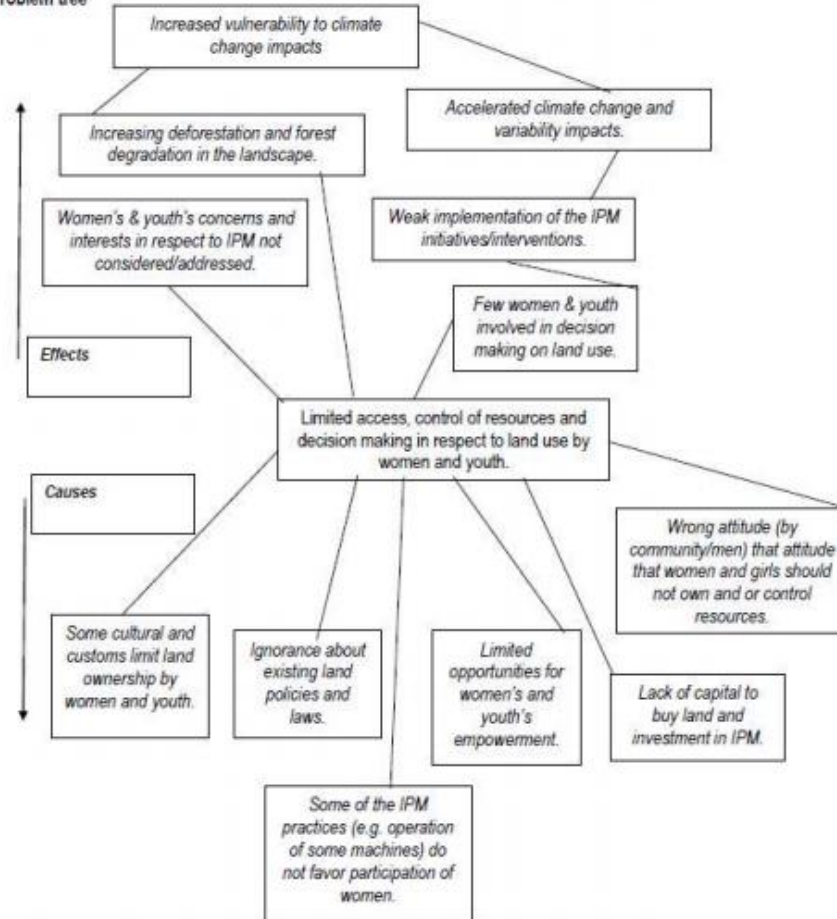 Increased vulnerability to climate
change impacts
Accelerated climate change and
variability impacts.
Increasing deforestation and forest
degradation in the landscape.
Women's & youth's concerns and
interests in respect to IPM not
considered/addressed.
Weak implementation of the IPM
initiatives/interventions.
Few women & youth
involved in decision
making on land use.
Effects
Limited access, control of resources and
decision making in respect to land use by
women and youth.
Causes
Wrong attitude (by
community/men) that attitude
that women and girls should
not own and or control
resources.
Some cultural and
customs limit land
ownership by
women and youth.
Ignorance about
existing land
policies and
laws.
Limited
opportunities for
women's and
youth's
empowerment.
Lack of capital to
buy land and
investment in IPM.
Some of the IPM
practices (e.g. operation
of some machines) do
not favor participation of
women.